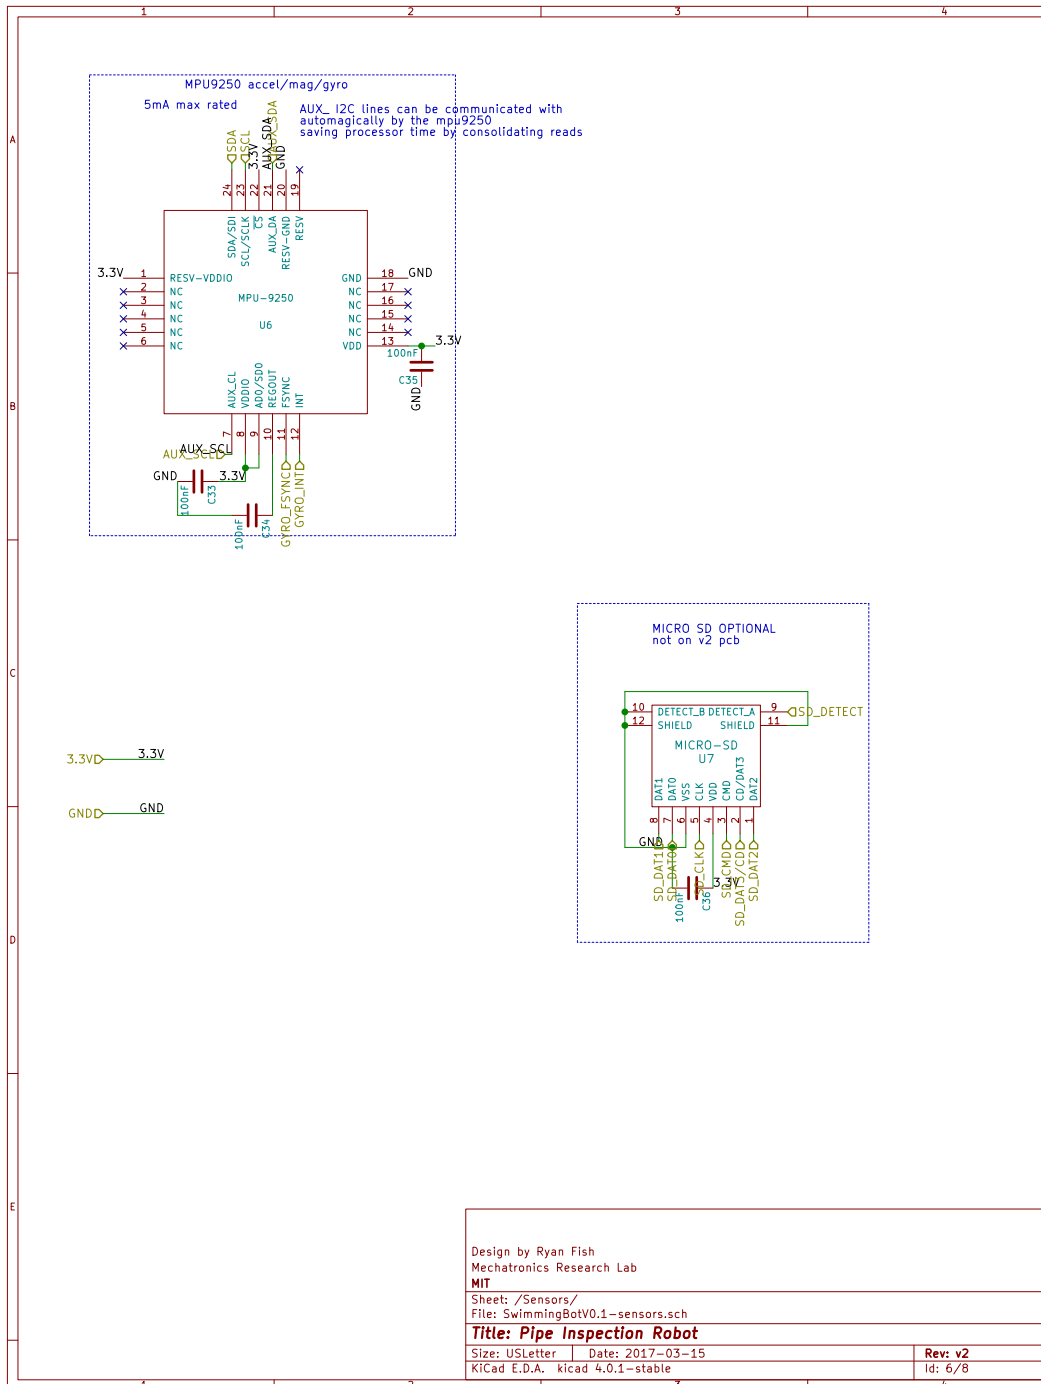 1 2 3 4
A
B
C
D
E
MPU9250 accel/mag/gyro
5mA max rated
AUX_ I2C lines can be communicated with
automagically by the mpu9250
saving processor time by consolidating reads
SDA
SCL
3.3V
AUX_SDA
AUX_SDA
GND
24 23 22 21 20 19
SDA/SDI
SCL/SCLK
CS
AUX_DA
RESV-GND
RESV
3.3V 1 RESV-VDDIO
2 NC
3 NC
4 NC
5 NC
6 NC
MPU-9250
U6
GND 18 GND
NC 17
NC 16
NC 15
NC 14
VDD 13 3.3V
100nF
C35
GND
AUX_CL
VDDIO
AD0/SD0
REGOUT
FSYNC
INT
7 8 9 10 11 12
AUX_SCL
AUX_SCL
GND
3.3V
100nF
C33
100nF
C34
GYRO_FSYNC
GYRO_INT
MICRO SD OPTIONAL
not on v2 pcb
10 DETECT_B DETECT_A 9 SD_DETECT
12 SHIELD SHIELD 11
MICRO-SD
U7
DAT1
DAT0
VSS
CLK
VDD
CMD
CD/DAT3
DAT2
8 7 6 5 4 3 2 1
GND
SD_DAT1
SD_DAT0
SD_CLK
SD_CMD
SD_DAT3/CD
SD_DAT2
3.3V
100nF
C36
3.3V 3.3V
GND GND
Design by Ryan Fish
Mechatronics Research Lab
MIT
Sheet: /Sensors/
File: SwimmingBotV0.1-sensors.sch
Title: Pipe Inspection Robot
Size: USLetter Date: 2017-03-15 Rev: v2
KiCad E.D.A. kicad 4.0.1-stable Id: 6/8